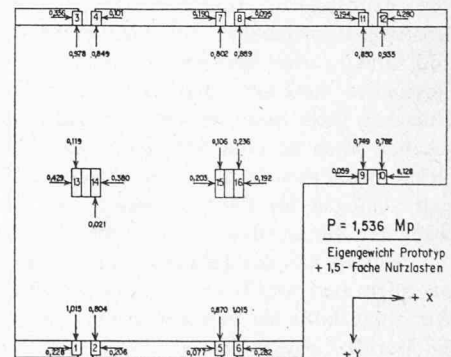 0,336 3 4 0,101 0,190 7 8 0,095 0,194 11 12 0,280
0,978 0,849 0,802 0,869 0,850 0,933
0,119 0,106 0,236 0,749 0,782
0,429 13 14 0,380 0,203 15 16 0,192 0,059 9 10 0,128
0,021
P = 1,536 Mp
Eigengewicht Prototyp
+ 1,5-fache Nutzlasten
+ X
+ Y
1,015 0,804 0,870 1,015
0,228 1 2 0,206 0,077 5 6 0,282